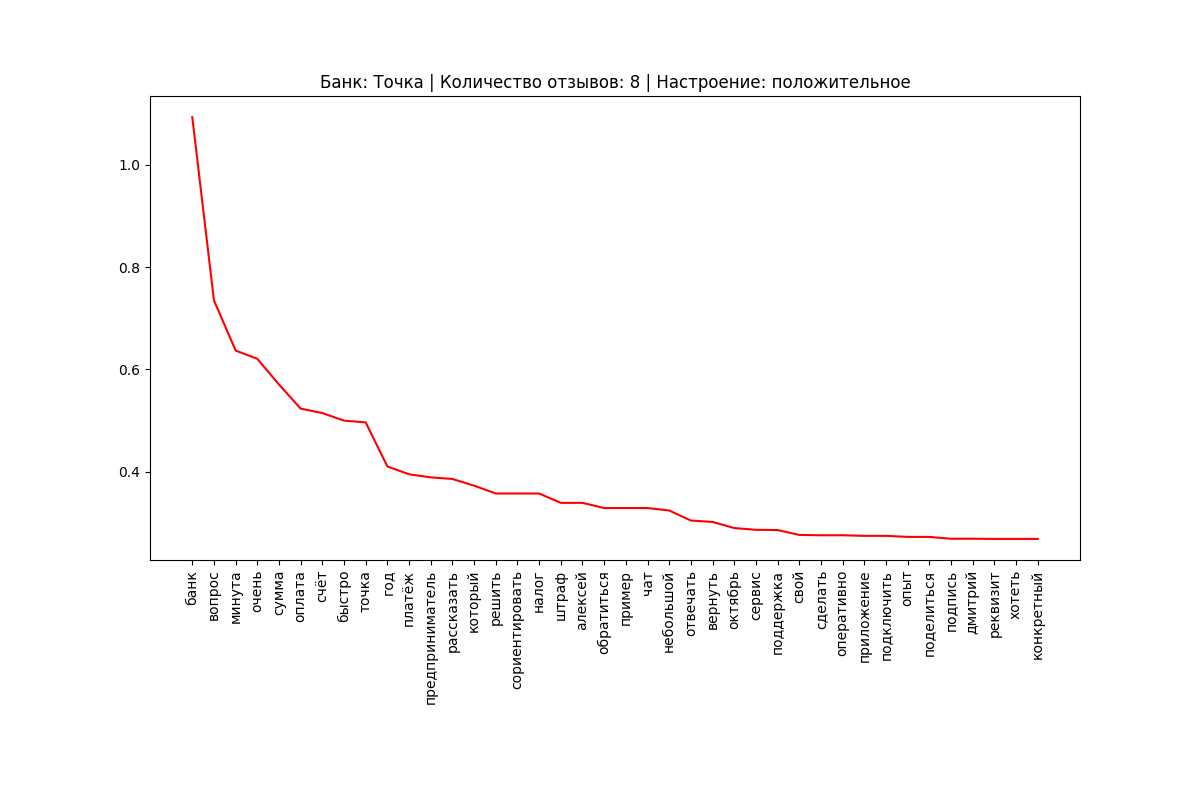 Банк: Точка | Количество отзывов: 8 | Настроение: положительное
1.0
0.8
0.6
0.4
банк
вопрос
минута
очень
сумма
оплата
счёт
быстро
точка
год
платёж
предприниматель
рассказать
который
решить
сориентировать
налог
штраф
алексей
обратиться
пример
чат
небольшой
отвечать
вернуть
октябрь
сервис
поддержка
свой
сделать
оперативно
приложение
подключить
опыт
поделиться
подпись
дмитрий
реквизит
хотеть
конкретный